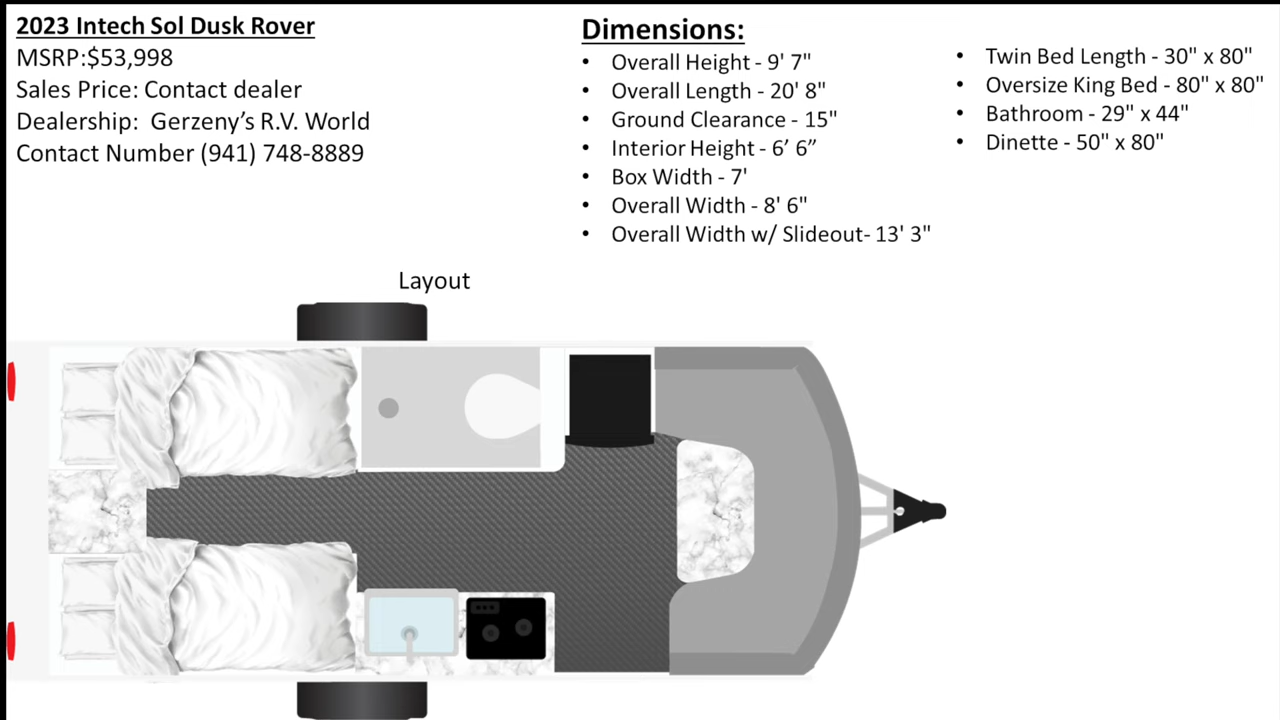 2023 Intech Sol Dusk Rover
MSRP:$53,998
Sales Price: Contact dealer
Dealership:  Gerzeny’s R.V. World
Contact Number (941) 748-8889
Dimensions:
• Overall Height - 9' 7"
• Overall Length - 20' 8"
• Ground Clearance - 15"
• Interior Height - 6’ 6”
• Box Width - 7'
• Overall Width - 8' 6"
• Overall Width w/ Slideout- 13' 3"
• Twin Bed Length - 30" x 80"
• Oversize King Bed - 80" x 80"
• Bathroom - 29" x 44"
• Dinette - 50" x 80"
Layout